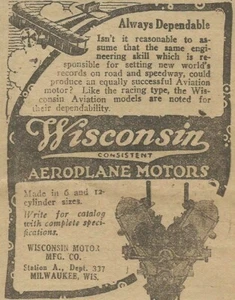 Always Dependable
Isn't it reasonable to as-
sume that the same engi-
neering skill which is re-
sponsible for setting new world's
records on road and speedway, could
produce an equally successful Aviation
motor? Like the racing type, the Wis-
consin Aviation models are noted for
their dependability.
Wisconsin
CONSISTENT
AEROPLANE MOTORS
Made in 6 and 12-
cylinder sizes.
Write for catalog
with complete speci-
fications.
WISCONSIN MOTOR
MFG. CO.
Station A., Dept. 337
MILWAUKEE, WIS.